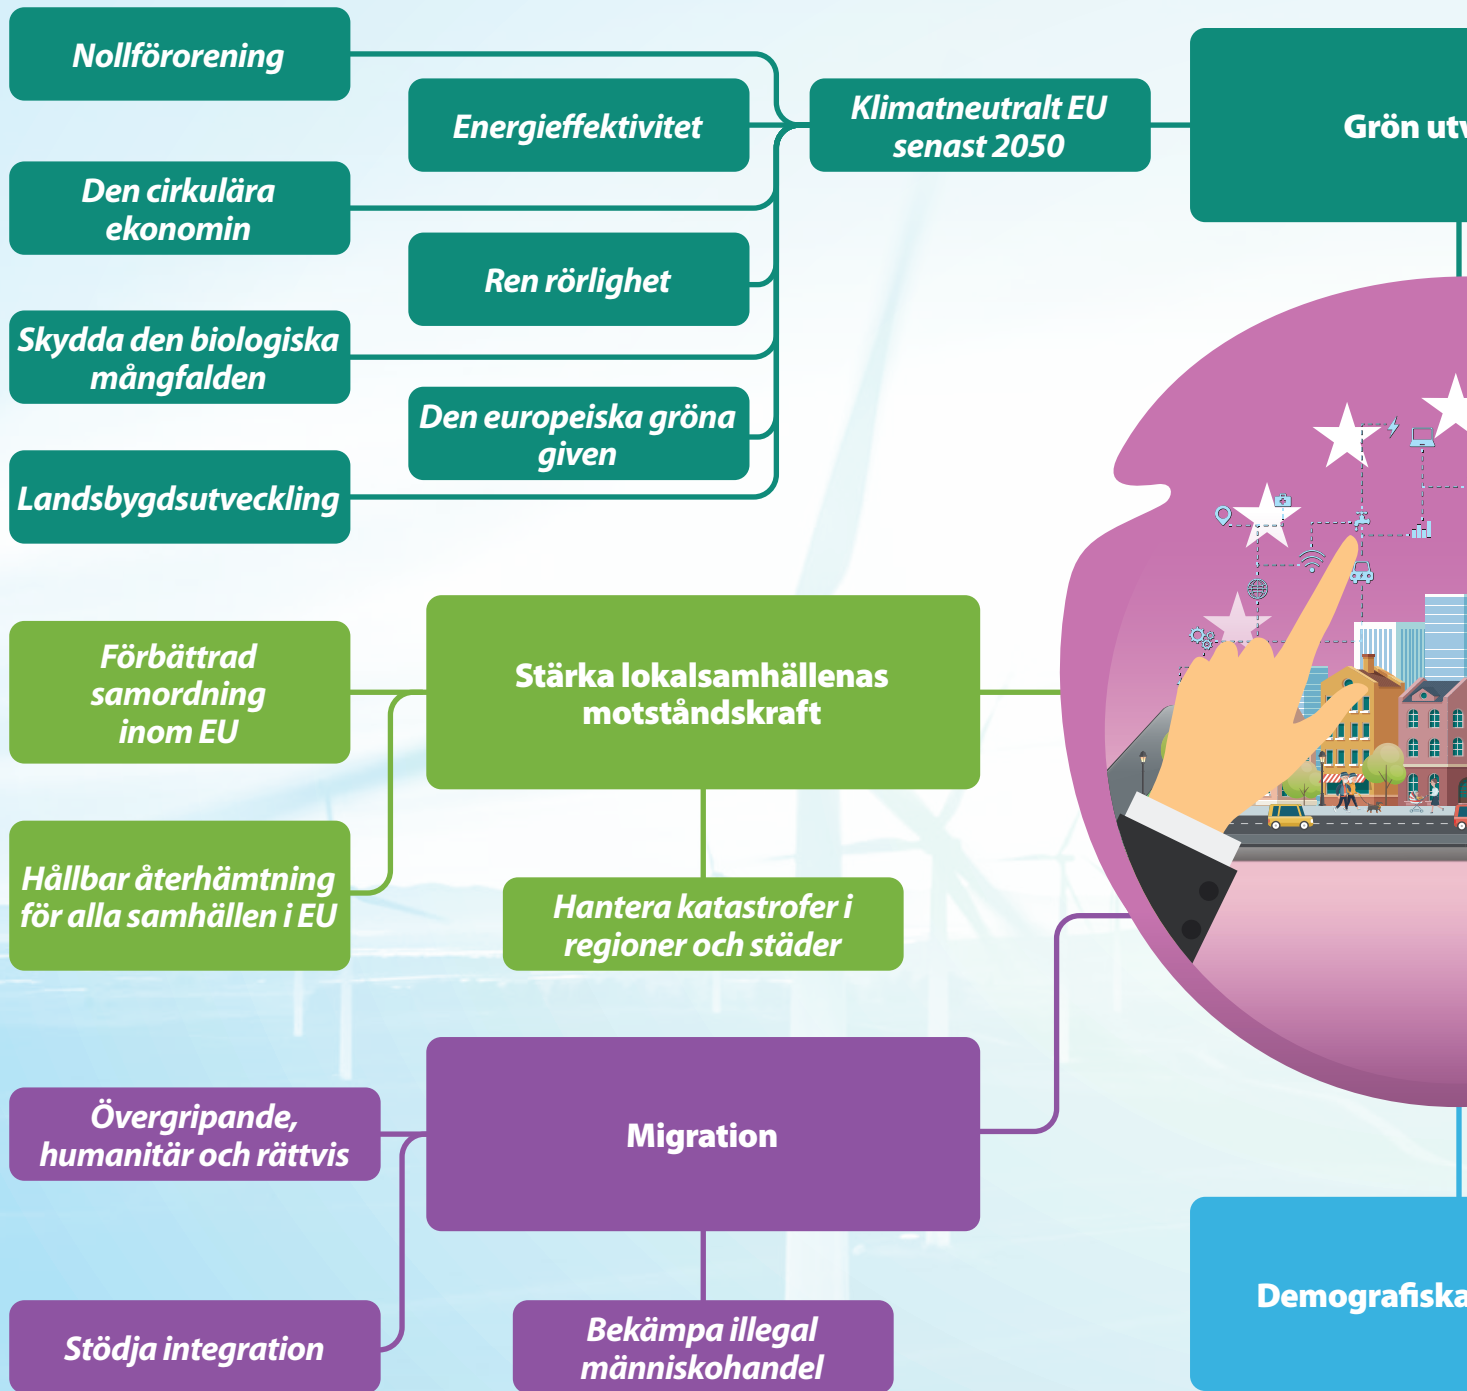 Nollförorening
Energieffektivitet
Klimatneutralt EU
senast 2050
Grön
Den cirkulära
ekonomin
Ren rörlighet
Skydda den biologiska
mångfalden
Den europeiska gröna
given
Landsbygdsutveckling
Förbättrad
samordning
inom EU
Stärka lokalsamhällenas
motståndskraft
Hållbar återhämtning
för alla samhällen i EU
Hantera katastrofer i
regioner och städer
Övergripande,
humanitär och rättvis
Migration
Stödja integration
Bekämpa illegal
människohandel
Demografiska